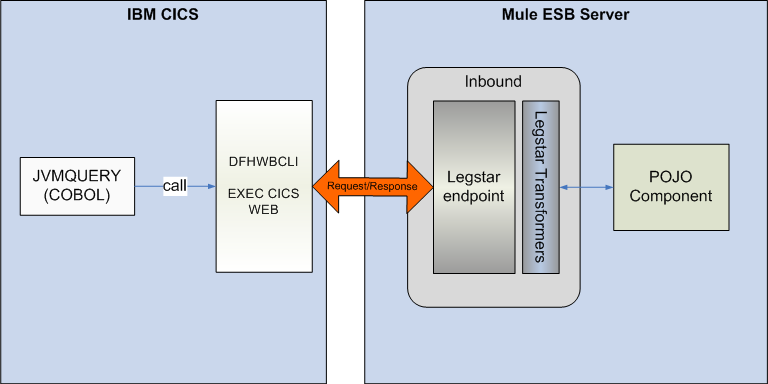 IBM CICS
Mule ESB Server
JVMQUERY
(COBOL)
call
DFHWBCLI
EXEC CICS
WEB
Request/Response
Inbound
Legstar
endpoint
Legstar Transformers
POJO
Component